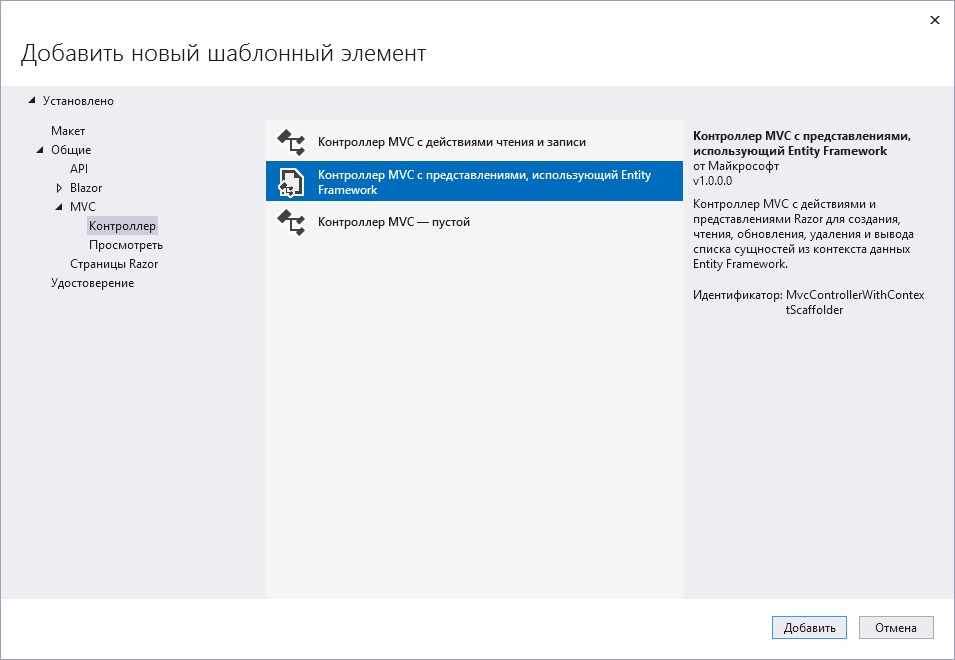 Добавить новый шаблонный элемент
Установлено
Макет
Общие
API
Blazor
MVC
Контроллер
Просмотреть
Страницы Razor
Удостоверение
Контроллер MVC с действиями чтения и записи
Контроллер MVC с представлениями, использующий Entity
Framework
Контроллер MVC — пустой
Контроллер MVC с представлениями,
использующий Entity Framework
от Майкрософт
v1.0.0.0
Контроллер MVC с действиями и
представлениями Razor для создания,
чтения, обновления, удаления и вывода
списка сущностей из контекста данных
Entity Framework.
Идентификатор: MvcControllerWithContex
tScaffolder
Добавить
Отмена